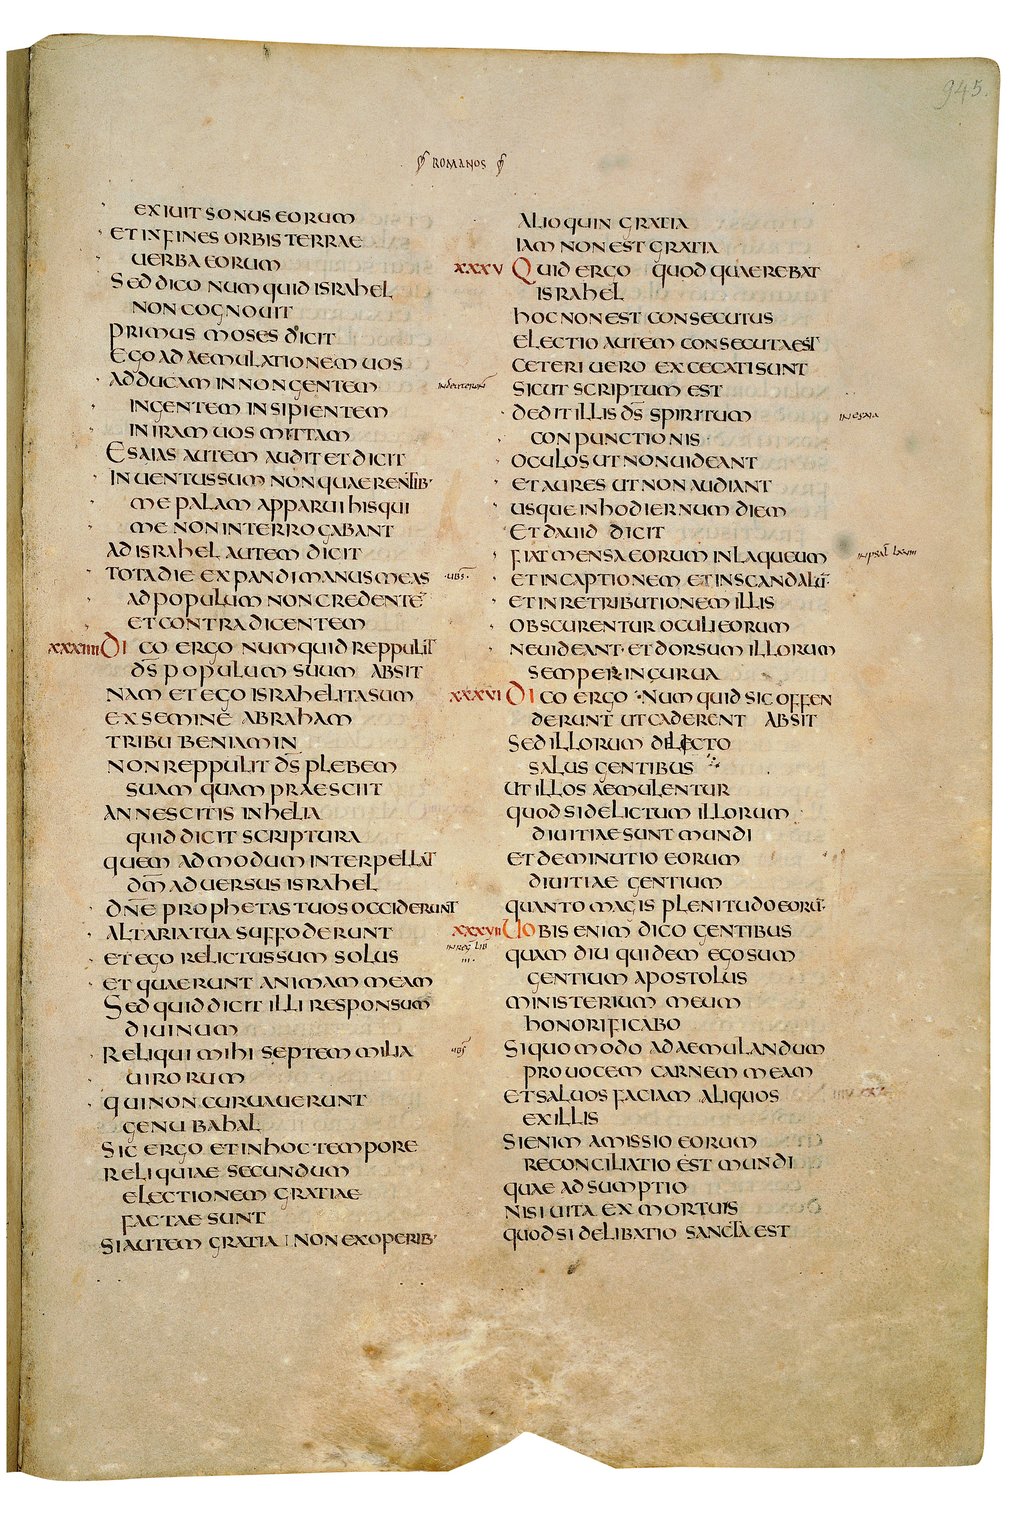 945.
ROMANOS
EXIUIT SONUS EORUM
ET IN FINES ORBIS TERRAE
UERBA EORUM
SED DICO NUMQUID ISRAHEL
NON COGNOUIT
PRIMUS MOSES DICIT
EGO AD AEMULATIONEM UOS
ADDUCAM IN NON GENTEM
IN GENTEM INSIPIENTEM
IN IRAM UOS MITTAM
ESAIAS AUTEM AUDIT ET DICIT
INUENTUS SUM NON QUAERENTIB·
ME PALAM APPARUI HIS QUI
ME NON INTERROGABANT
AD ISRAHEL AUTEM DICIT
TOTA DIE EXPANDI MANUS MEAS
AD POPULUM NON CREDENTĒ
ET CONTRADICENTEM
XXXIIII DICO ERGO NUMQUID REPPULIT
D̄S POPULUM SUUM ABSIT
NAM ET EGO ISRAHELITA SUM
EX SEMINE ABRAHAM
TRIBU BENIAMIN
NON REPPULIT D̄S PLEBEM
SUAM QUAM PRAESCIIT
AN NESCITIS IN HELIA
QUID DICIT SCRIPTURA
QUEM AD MODUM INTERPELLAT
D̄M ADUERSUS ISRAHEL
DN̄E PROPHETAS TUOS OCCIDERUNT
ALTARIA TUA SUFFODERUNT
ET EGO RELICTUS SUM SOLUS
ET QUAERUNT ANIMAM MEAM
SED QUID DICIT ILLI RESPONSUM
DIUINUM
RELIQUI MIHI SEPTEM MILIA
UIRORUM
QUI NON CURUAUERUNT
GENU BAHAL
SIC ERGO ET IN HOC TEMPORE
RELIQUIAE SECUNDUM
ELECTIONEM GRATIAE
FACTAE SUNT
SI AUTEM GRATIA NON EX OPERIB·
ALIOQUIN GRATIA
IAM NON EST GRATIA
XXXV QUID ERGO QUOD QUAEREBAT
ISRAHEL
HOC NON EST CONSECUTUS
ELECTIO AUTEM CONSECUTA EST
CETERI UERO EXCECATI SUNT
SICUT SCRIPTUM EST
DEDIT ILLIS D̄S SPIRITUM
CONPUNCTIONIS
OCULOS UT NON UIDEANT
ET AURES UT NON AUDIANT
USQUE IN HODIERNUM DIEM
ET DAUID DICIT
FIAT MENSA EORUM IN LAQUEUM
ET IN CAPTIONEM ET IN SCANDALŪ·
ET IN RETRIBUTIONEM ILLIS
OBSCURENTUR OCULI EORUM
NE UIDEANT· ET DORSUM ILLORUM
SEMPER INCURUA
XXXVI DICO ERGO · NUMQUID SIC OFFEN
DERUNT UT CADERENT ABSIT
SED ILLORUM DELICTO
SALUS GENTIBUS
UT ILLOS AEMULENTUR
QUOD SI DELICTUM ILLORUM
DIUITIAE SUNT MUNDI
ET DEMINUTIO EORUM
DIUITIAE GENTIUM
QUANTO MAGIS PLENITUDO EORŪ·
XXXVII UOBIS ENIM DICO GENTIBUS
QUAM DIU QUIDEM EGO SUM
GENTIUM APOSTOLUS
MINISTERIUM MEUM
HONORIFICABO
SI QUOMODO AD AEMULANDUM
PROUOCEM CARNEM MEAM
ET SALUOS FACIAM ALIQUOS
EX ILLIS
SI ENIM AMISSIO EORUM
RECONCILIATIO EST MUNDI
QUAE ADSUMPTIO
NISI UITA EX MORTUIS
QUOD SI DELIBATIO SANCTA EST